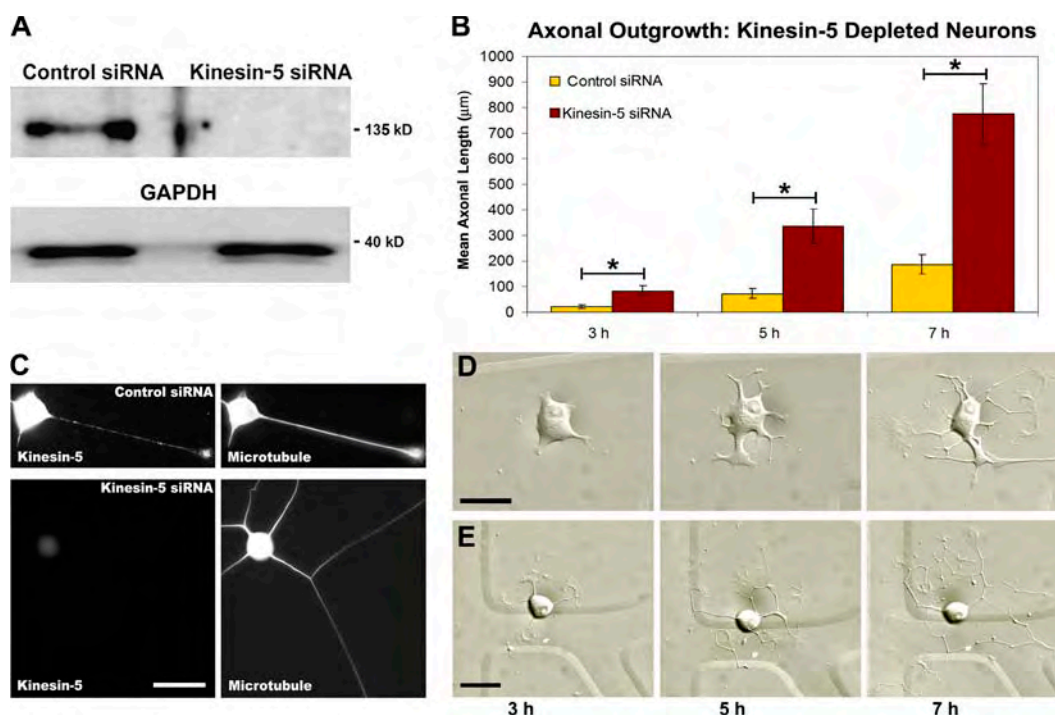 A
Control siRNA Kinesin-5 siRNA
- 135 kD
GAPDH
- 40 kD
B
Axonal Outgrowth: Kinesin-5 Depleted Neurons
Mean Axonal Length (μm)
1000
900
800
700
600
500
400
300
200
100
0
Control siRNA
Kinesin-5 siRNA
*
*
*
3 h 5 h 7 h
C
Control siRNA
Kinesin-5
Microtubule
Kinesin-5 siRNA
Kinesin-5
Microtubule
D
E
3 h 5 h 7 h